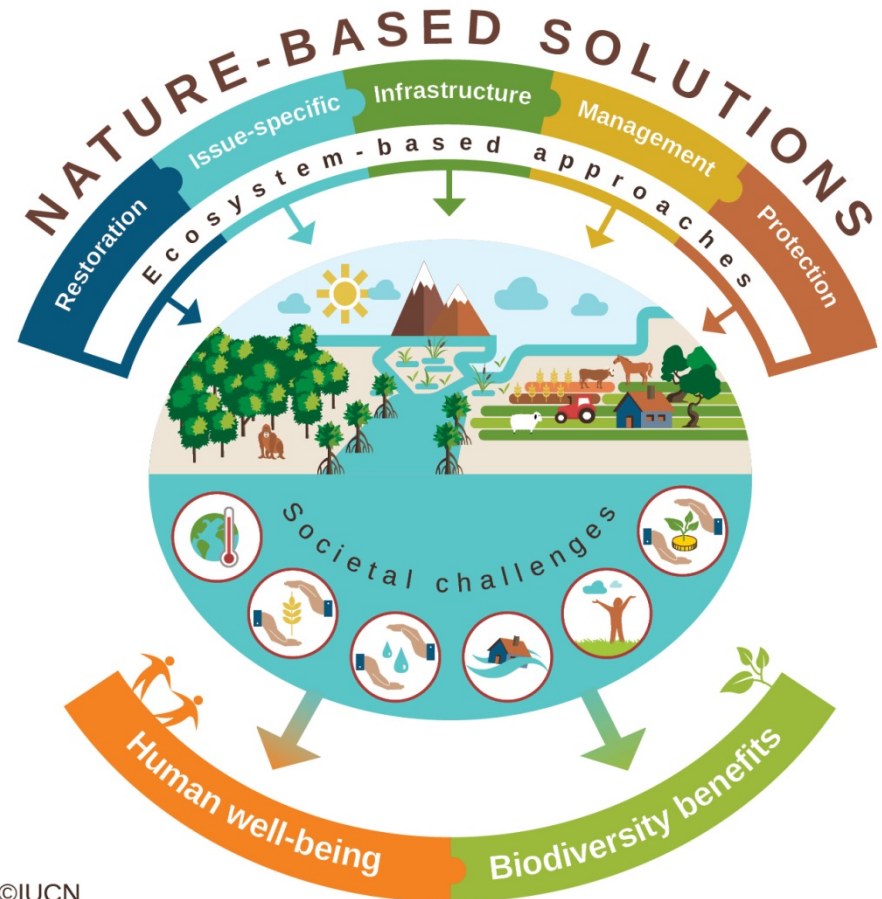 NATURE-BASED SOLUTIONS
Restoration
Issue-specific
Infrastructure
Management
Protection
Ecosystem-based approaches
Societal challenges
Human well-being
Biodiversity benefits
©IUCN